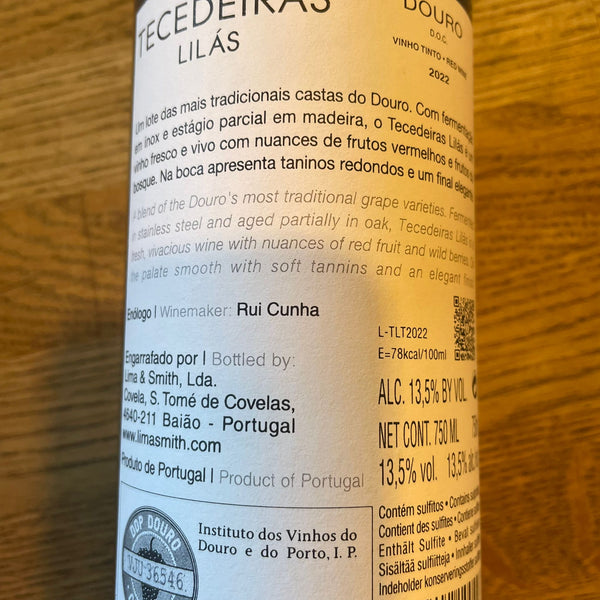 TECEDEIRAS
LILÁS
DOURO
D.O.C.
VINHO TINTO • RED WINE
2022
Um lote das mais tradicionais castas do Douro. Com
em inox e estágio parcial em madeira, o Tecedeiras Lilás é
vinho fresco e vivo com nuances de frutos vermelhos e
bosque. Na boca apresenta taninos redondos e um final
A blend of the Douro's most traditional grape varieties.
in stainless steel and aged partially in oak, Tecedeiras Lilás
fresh, vivacious wine with nuances of red fruit and wild berries.
the palate smooth with soft tannins and an elegant
Enólogo | Winemaker: Rui Cunha
Engarrafado por | Bottled by:
Lima & Smith, Lda.
Covela, S. Tomé de Covelas,
4640-211 Baião - Portugal
www.limasmith.com
Produto de Portugal | Product of Portugal
L-TLT2022
E=78kcal/100ml
ALC. 13,5% BY VOL.
NET CONT. 750 ML
13,5% vol. 13,5%
Contém sulfitos • Contains
Contient des sulfites • Contiene
Enthält Sulfite • Bevat
Sisältää sulfiitteja •
Indeholder
DOP DOURO
Instituto dos Vinhos do
Douro e do Porto, I. P.